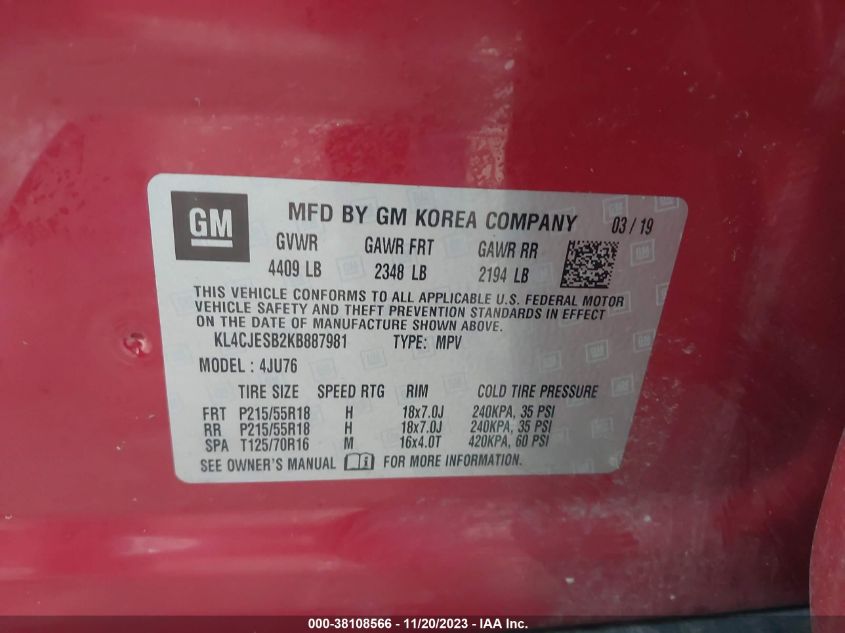 GM MFD BY GM KOREA COMPANY 03/19
GVWR GAWR FRT GAWR RR
4409 LB 2348 LB 2194 LB
THIS VEHICLE CONFORMS TO ALL APPLICABLE U.S. FEDERAL MOTOR
VEHICLE SAFETY AND THEFT PREVENTION STANDARDS IN EFFECT
ON THE DATE OF MANUFACTURE SHOWN ABOVE.
KL4CJESB2KB887981 TYPE: MPV
MODEL: 4JU76
TIRE SIZE SPEED RTG RIM COLD TIRE PRESSURE
FRT P215/55R18 H 18x7.0J 240KPA, 35 PSI
RR P215/55R18 H 18x7.0J 240KPA, 35 PSI
SPA T125/70R16 M 16x4.0T 420KPA, 60 PSI
SEE OWNER'S MANUAL FOR MORE INFORMATION.
000-38108566 - 11/20/2023 - IAA Inc.